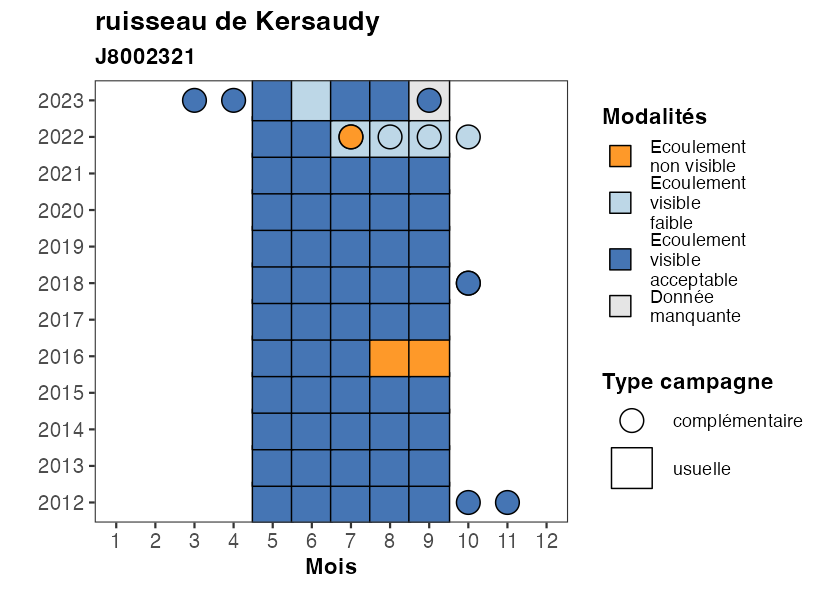 ruisseau de Kersaudy
J8002321
2023
2022
2021
2020
2019
2018
2017
2016
2015
2014
2013
2012
1 2 3 4 5 6 7 8 9 10 11 12
Mois
Modalités
Ecoulement
non visible
Ecoulement
visible
faible
Ecoulement
visible
acceptable
Donnée
manquante
Type campagne
complémentaire
usuelle